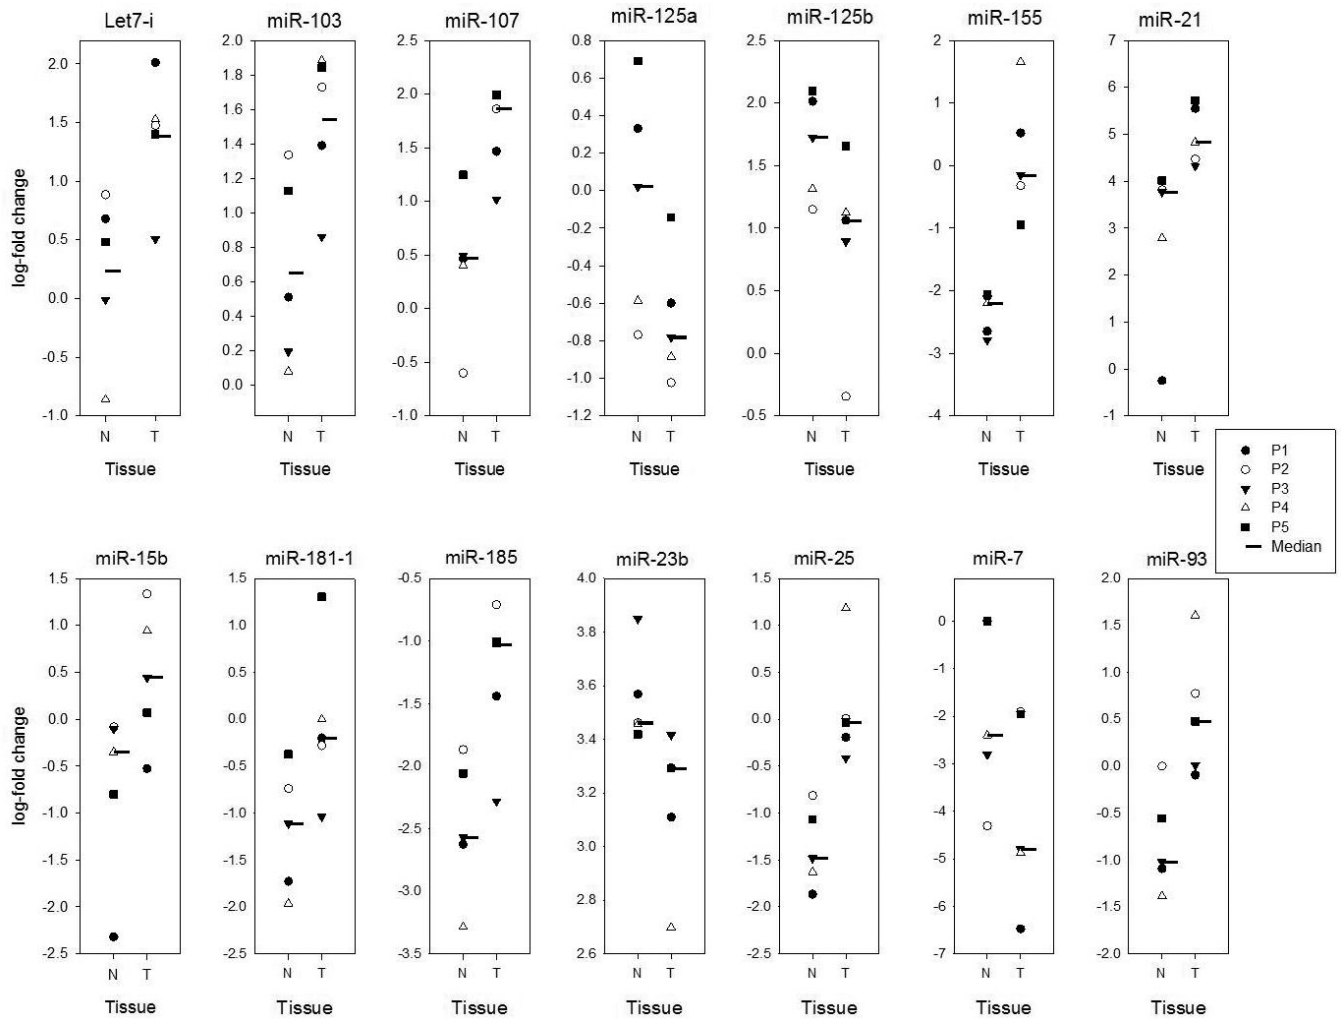 Let7-i
miR-103
miR-107
miR-125a
miR-125b
miR-155
miR-21
log-fold change
2.0
1.5
1.0
0.5
0.0
-0.5
-1.0
N T
Tissue
2.0
1.8
1.6
1.4
1.2
1.0
0.8
0.6
0.4
0.2
0.0
N T
Tissue
2.5
2.0
1.5
1.0
0.5
0.0
-0.5
-1.0
N T
Tissue
0.8
0.6
0.4
0.2
0.0
-0.2
-0.4
-0.6
-0.8
-1.0
-1.2
N T
Tissue
2.5
2.0
1.5
1.0
0.5
0.0
-0.5
N T
Tissue
2
1
0
-1
-2
-3
-4
N T
Tissue
7
6
5
4
3
2
1
0
-1
N T
Tissue
P1
P2
P3
P4
P5
Median
miR-15b
miR-181-1
miR-185
miR-23b
miR-25
miR-7
miR-93
log-fold change
1.5
1.0
0.5
0.0
-0.5
-1.0
-1.5
-2.0
-2.5
N T
Tissue
1.5
1.0
0.5
0.0
-0.5
-1.0
-1.5
-2.0
-2.5
N T
Tissue
-0.5
-1.0
-1.5
-2.0
-2.5
-3.0
-3.5
N T
Tissue
4.0
3.8
3.6
3.4
3.2
3.0
2.8
2.6
N T
Tissue
1.5
1.0
0.5
0.0
-0.5
-1.0
-1.5
-2.0
-2.5
N T
Tissue
0
-1
-2
-3
-4
-5
-6
-7
N T
Tissue
2.0
1.5
1.0
0.5
0.0
-0.5
-1.0
-1.5
-2.0
N T
Tissue